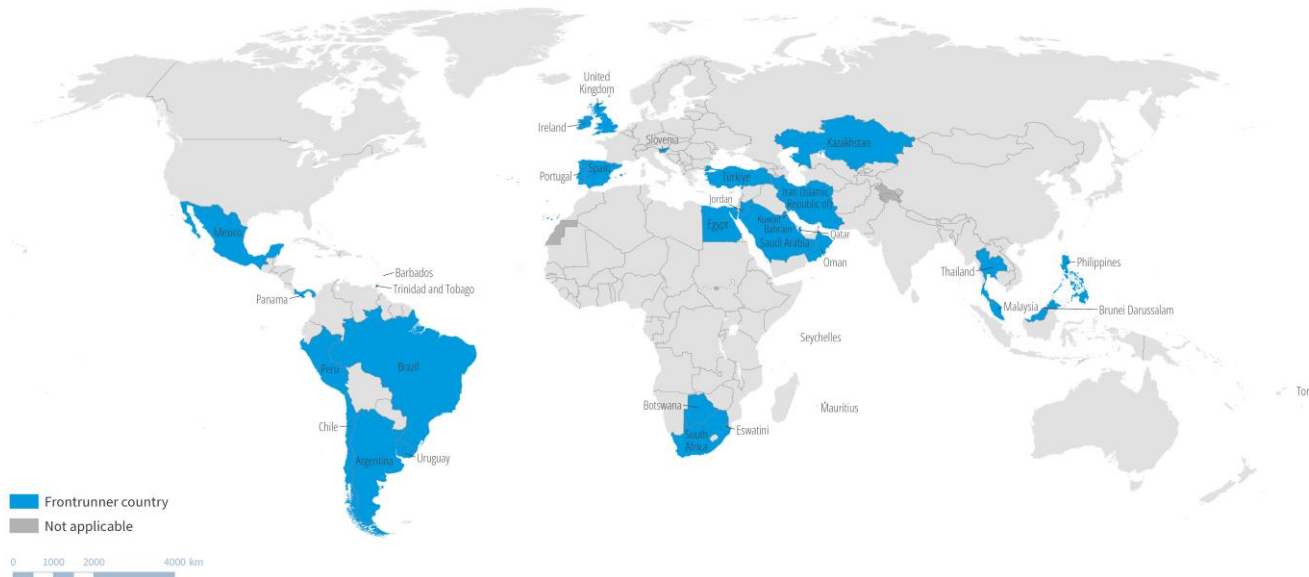 United
Kingdom
Ireland
Slovenia
Kazakhstan
Portugal
Spain
Türkiye
Jordan
Iran (Islamic
Republic of)
Mexico
Egypt
Kuwait
Bahrain
Qatar
Saudi Arabia
Oman
Barbados
Trinidad and Tobago
Panama
Thailand
Philippines
Malaysia
Brunei Darussalam
Seychelles
Peru
Brazil
Botswana
Mauritius
Ton
Chile
Eswatini
South
Africa
Argentina
Uruguay
Frontrunner country
Not applicable
0 1000 2000 4000 km